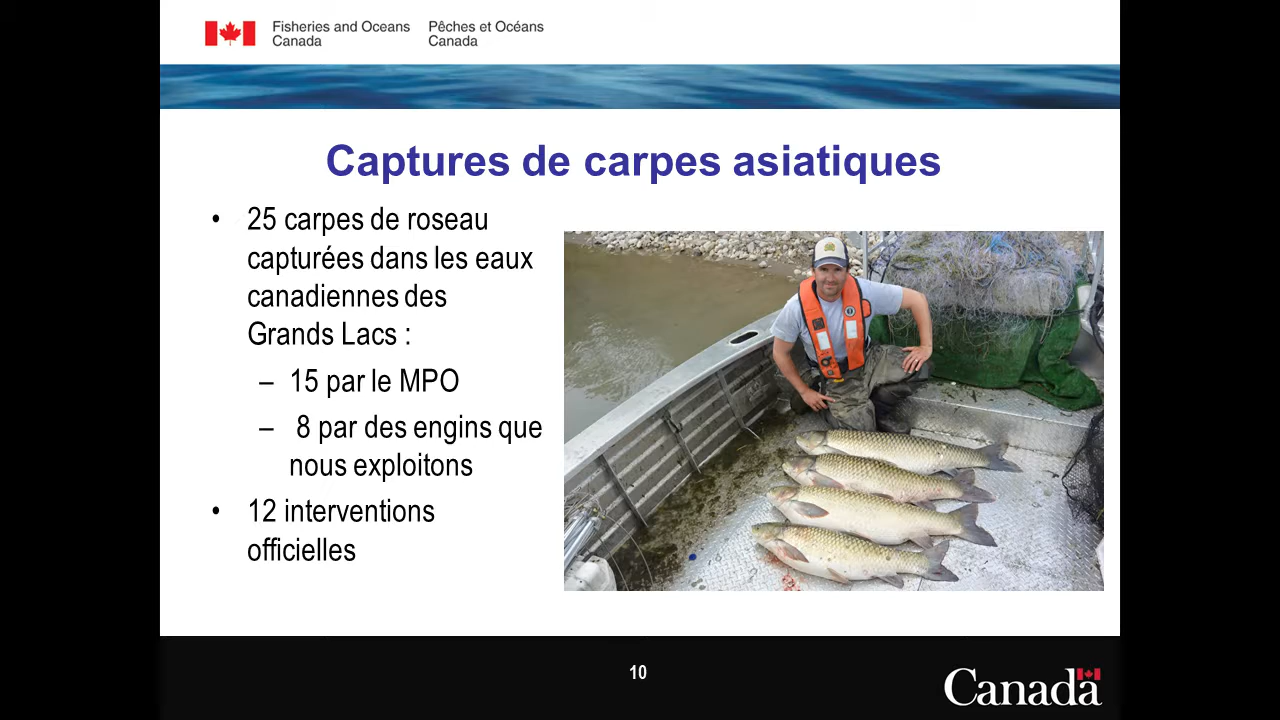 Fisheries and Oceans
Canada
Pêches et Océans
Canada
Captures de carpes asiatiques
• 25 carpes de roseau
capturées dans les eaux
canadiennes des
Grands Lacs :
– 15 par le MPO
– 8 par des engins que
nous exploitons
• 12 interventions
officielles
10
Canada